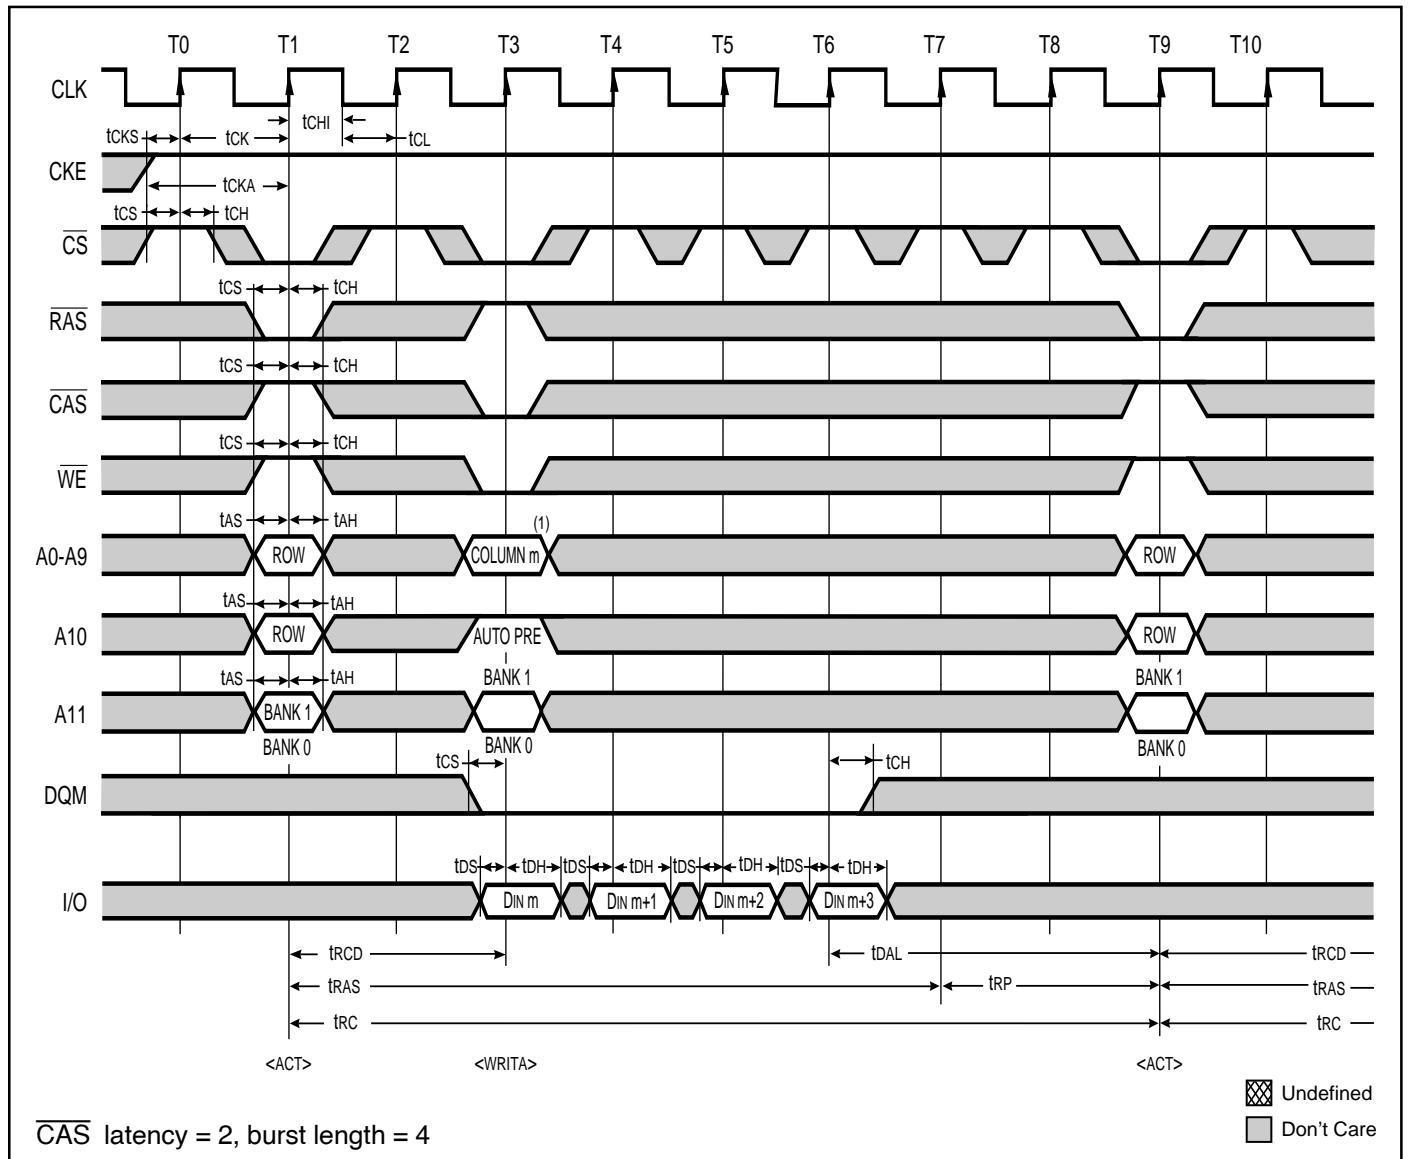 T0 T1 T2 T3 T4 T5 T6 T7 T8 T9 T10
CLK
tCHI
tCKS tCK tCL
CKE
tCKA
tCS tCH
CS
tCS tCH
RAS
tCS tCH
CAS
tCS tCH
WE
tAS tAH (1)
A0-A9 ROW COLUMN m ROW
tAS tAH
A10 ROW AUTO PRE ROW
tAS tAH BANK 1 BANK 1
A11 BANK 1
BANK 0 BANK 0 BANK 0
tCS tCH
DQM
tDS tDH tDS tDH tDS tDH tDS tDH
I/O DIN m DIN m+1 DIN m+2 DIN m+3
tRCD tDAL tRCD
tRAS tRP tRAS
tRC tRC
<ACT> <WRITA> <ACT>
Undefined
CAS latency = 2, burst length = 4 Don't Care